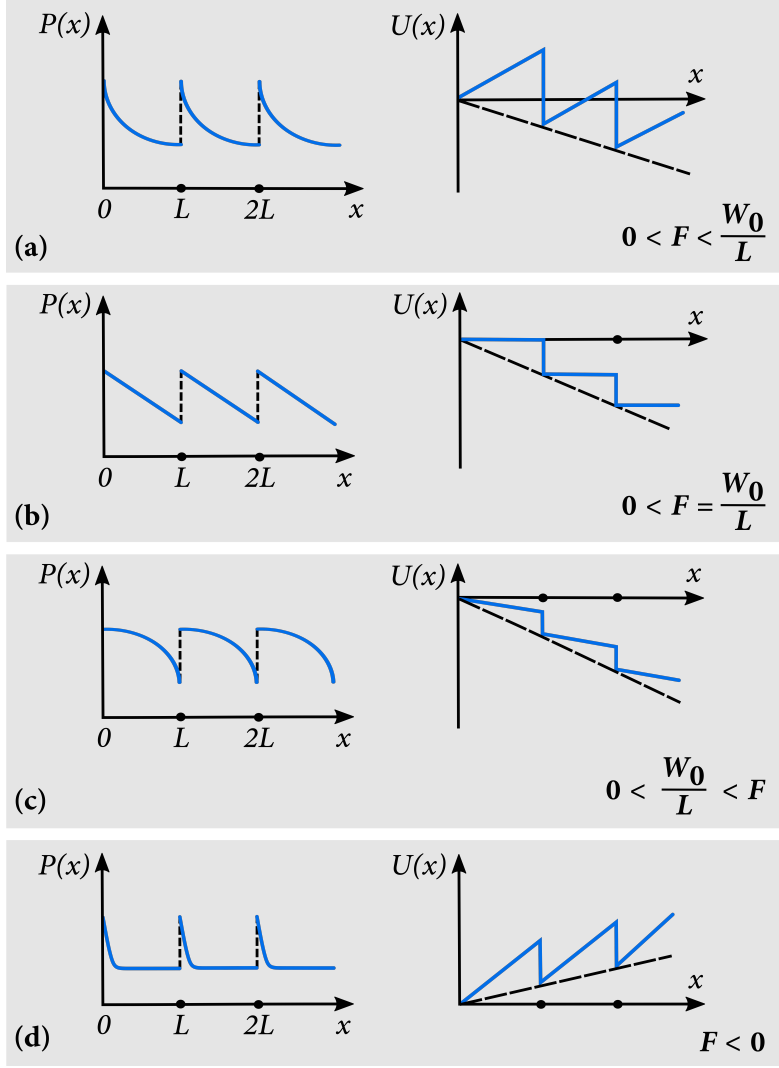 P(x) U(x)
x
0 L 2L x
(a) 0 < F < W₀/L
P(x) U(x)
x
0 L 2L x
(b) 0 < F = W₀/L
P(x) U(x)
x
0 L 2L x
(c) 0 < W₀/L < F
P(x) U(x)
x
0 L 2L x
(d) F < 0